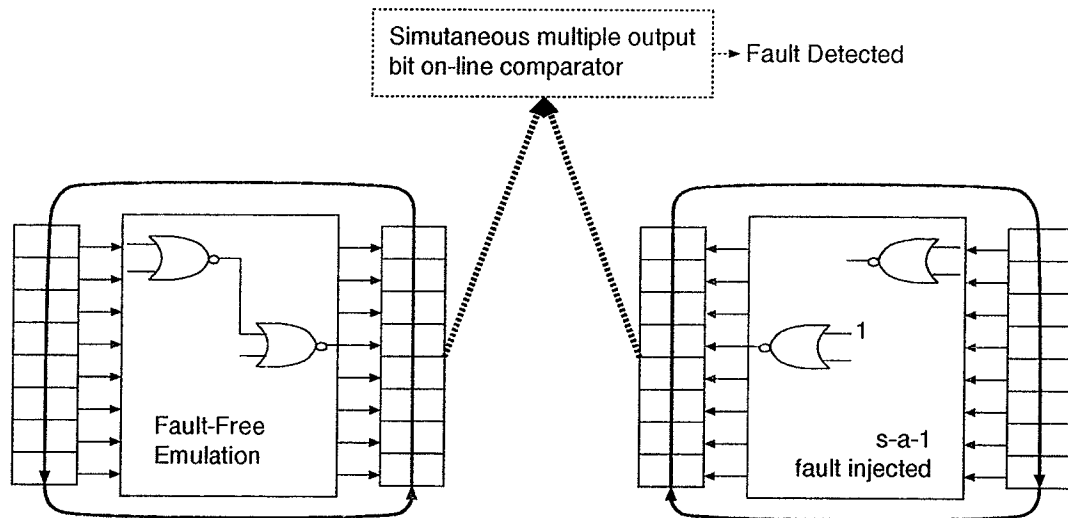 Simutaneous multiple output
bit on-line comparator
Fault Detected
1
Fault-Free
Emulation
s-a-1
fault injected